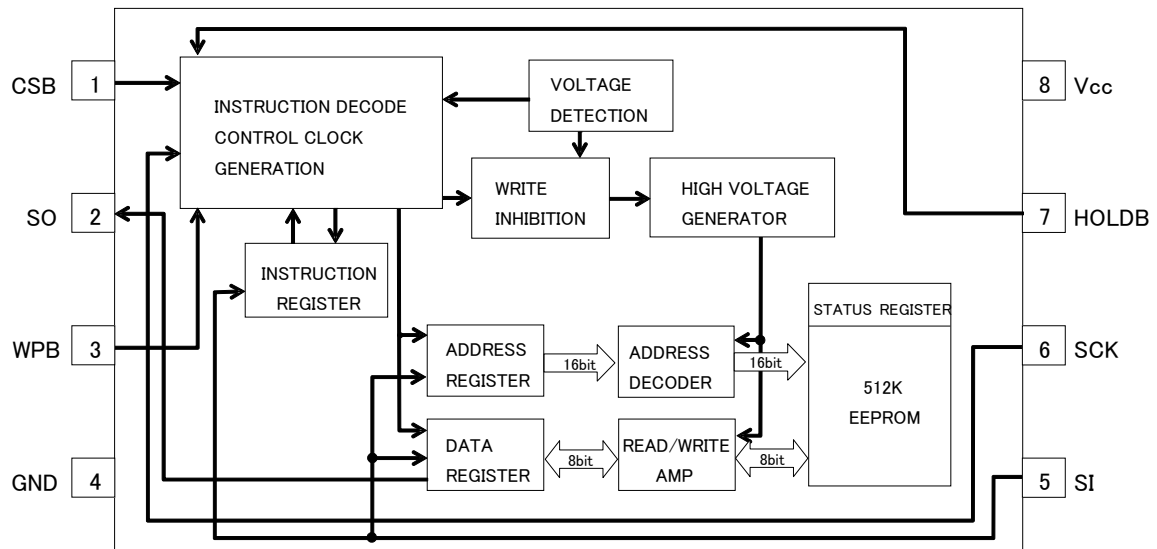 CSB
1
INSTRUCTION DECODE
CONTROL CLOCK
GENERATION
VOLTAGE
DETECTION
8
Vcc
SO
2
WRITE
INHIBITION
HIGH VOLTAGE
GENERATOR
7
HOLDB
INSTRUCTION
REGISTER
STATUS REGISTER
WPB
3
ADDRESS
REGISTER
16bit
ADDRESS
DECODER
16bit
512K
EEPROM
6
SCK
DATA
REGISTER
8bit
READ/WRITE
AMP
8bit
GND
4
5
SI